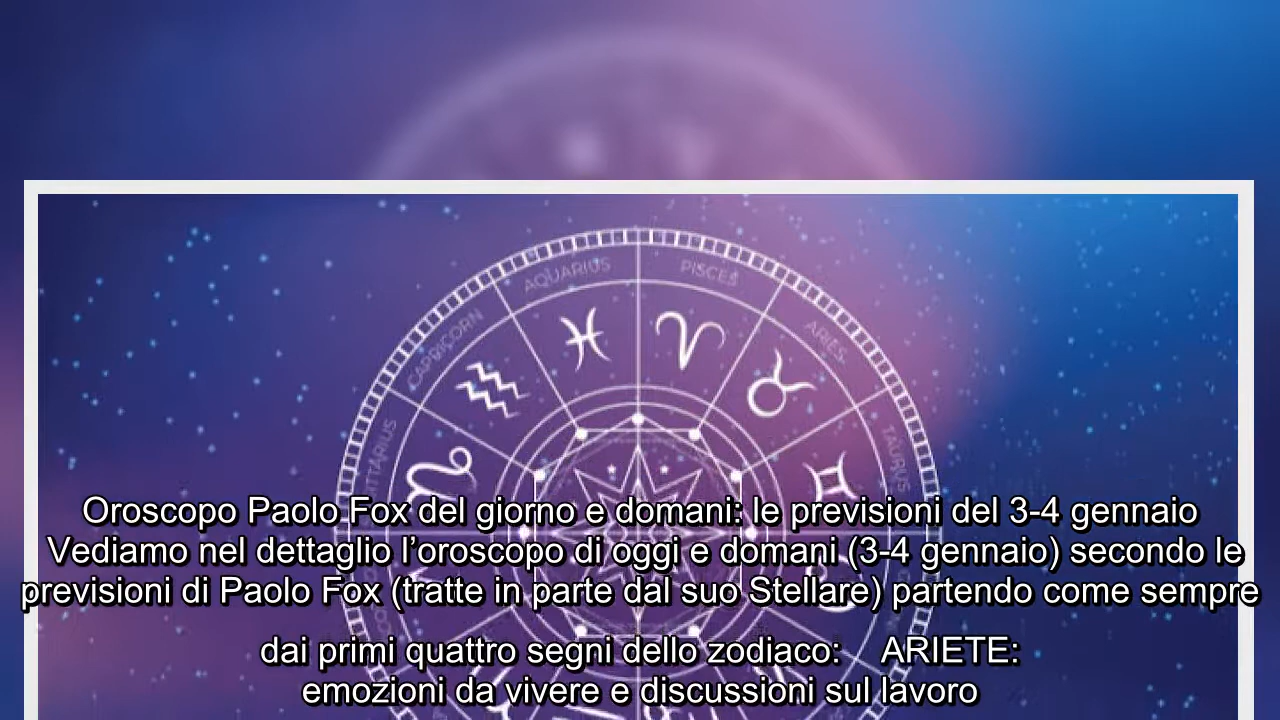 AQUARIUS
PISCES
CAPRICORN
ARIES
TAURUS
Oroscopo Paolo Fox del giorno e domani: le previsioni del 3-4 gennaio
Vediamo nel dettaglio l’oroscopo di oggi e domani (3-4 gennaio) secondo le
previsioni di Paolo Fox (tratte in parte dal suo Stellare) partendo come sempre
dai primi quattro segni dello zodiaco: ARIETE:
emozioni da vivere e discussioni sul lavoro